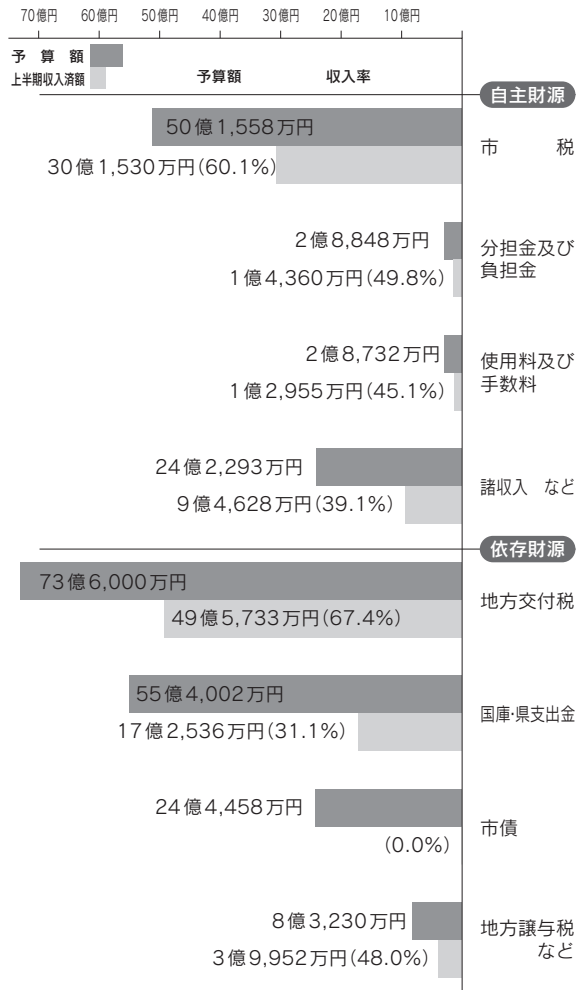 70億円 60億円 50億円 40億円 30億円 20億円 10億円
予算額
上半期収入済額
予算額 収入率
自主財源
50億1,558万円
30億1,530万円(60.1%)
市税
2億8,848万円
1億4,360万円(49.8%)
分担金及び
負担金
2億8,732万円
1億2,955万円(45.1%)
使用料及び
手数料
24億2,293万円
9億4,628万円(39.1%)
諸収入 など
依存財源
73億6,000万円
49億5,733万円(67.4%)
地方交付税
55億4,002万円
17億2,536万円(31.1%)
国庫・県支出金
24億4,458万円
(0.0%)
市債
8億3,230万円
3億9,952万円(48.0%)
地方譲与税
など